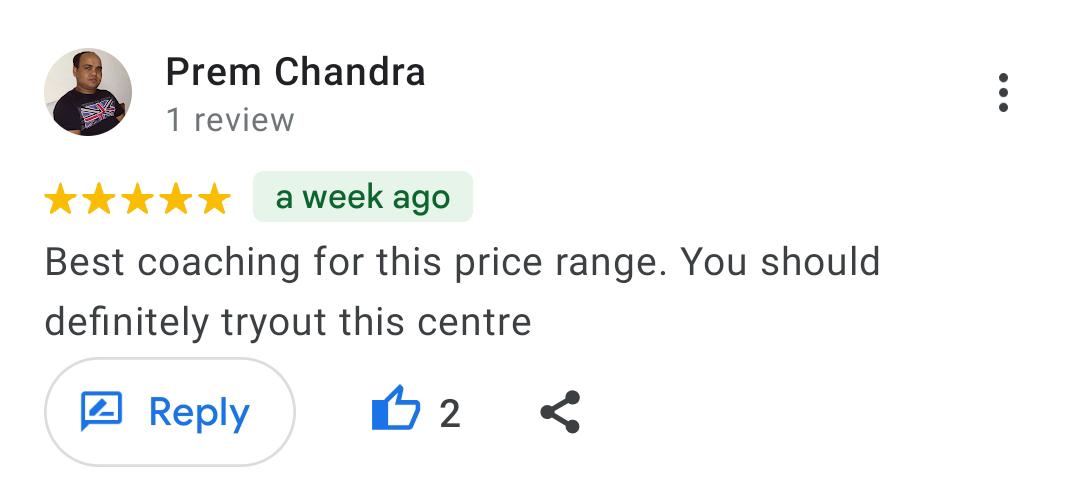 Prem Chandra
1 review
a week ago
Best coaching for this price range. You should
definitely tryout this centre
Reply
2